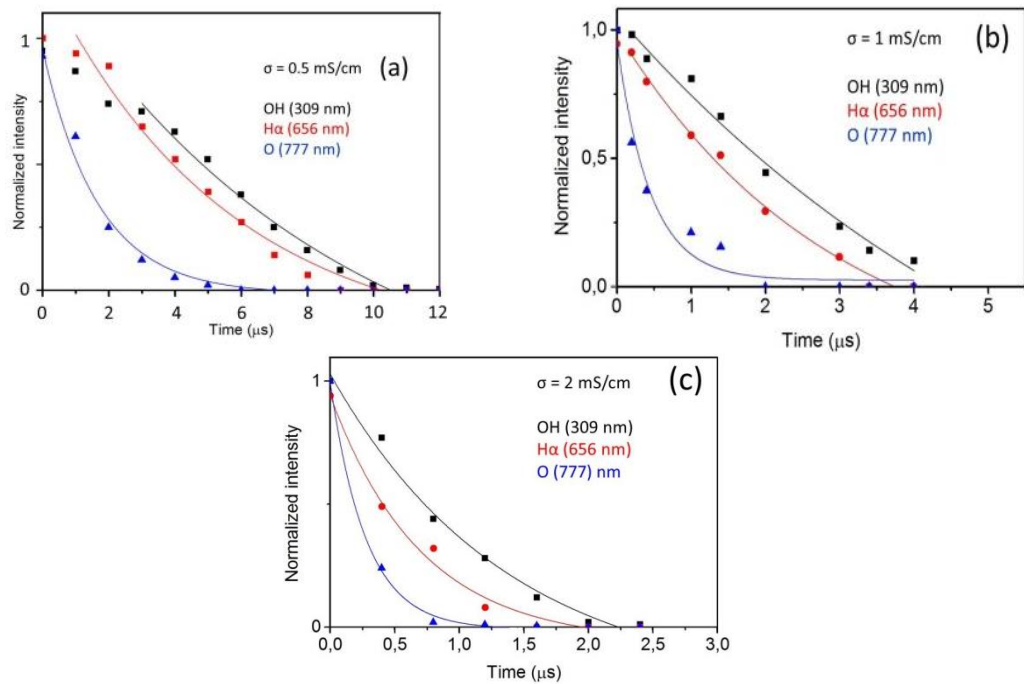 (a)
σ = 0.5 mS/cm
OH (309 nm)
Hα (656 nm)
O (777 nm)
Normalized intensity
1
0
0
2
4
6
8
10
12
Time (μs)
(b)
σ = 1 mS/cm
OH (309 nm)
Hα (656 nm)
O (777 nm)
Normalized intensity
1,0
0,5
0,0
0
1
2
3
4
5
Time (μs)
(c)
σ = 2 mS/cm
OH (309 nm)
Hα (656 nm)
O (777) nm
Normalized intensity
1
0
0,0
0,5
1,0
1,5
2,0
2,5
3,0
Time (μs)